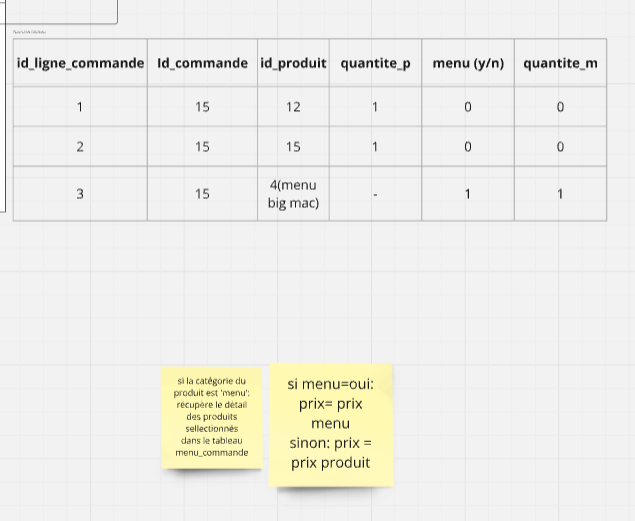 id_ligne_commande Id_commande id_produit quantite_p menu (y/n) quantite_m
1 15 12 1 0 0
2 15 15 1 0 0
3 15 4(menu big mac) - 1 1
si la catégorie du
produit est 'menu':
récupère le détail
des produits
sellectionnés
dans le tableau
menu_commande
si menu=oui:
prix= prix
menu
sinon: prix =
prix produit